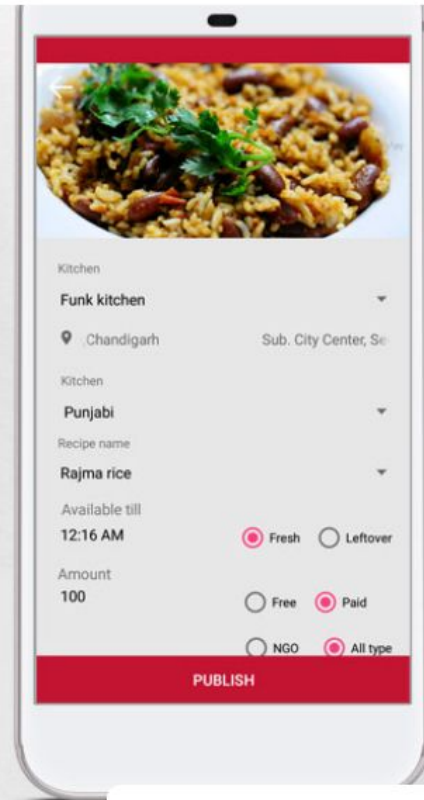 Kitchen
Funk kitchen
.Chandigarh Sub. City Center, Se
Kitchen
Punjabi
Recipe name
Rajma rice
Available till
12:16 AM Fresh Leftover
Amount
100
Free Paid
NGO All type
PUBLISH